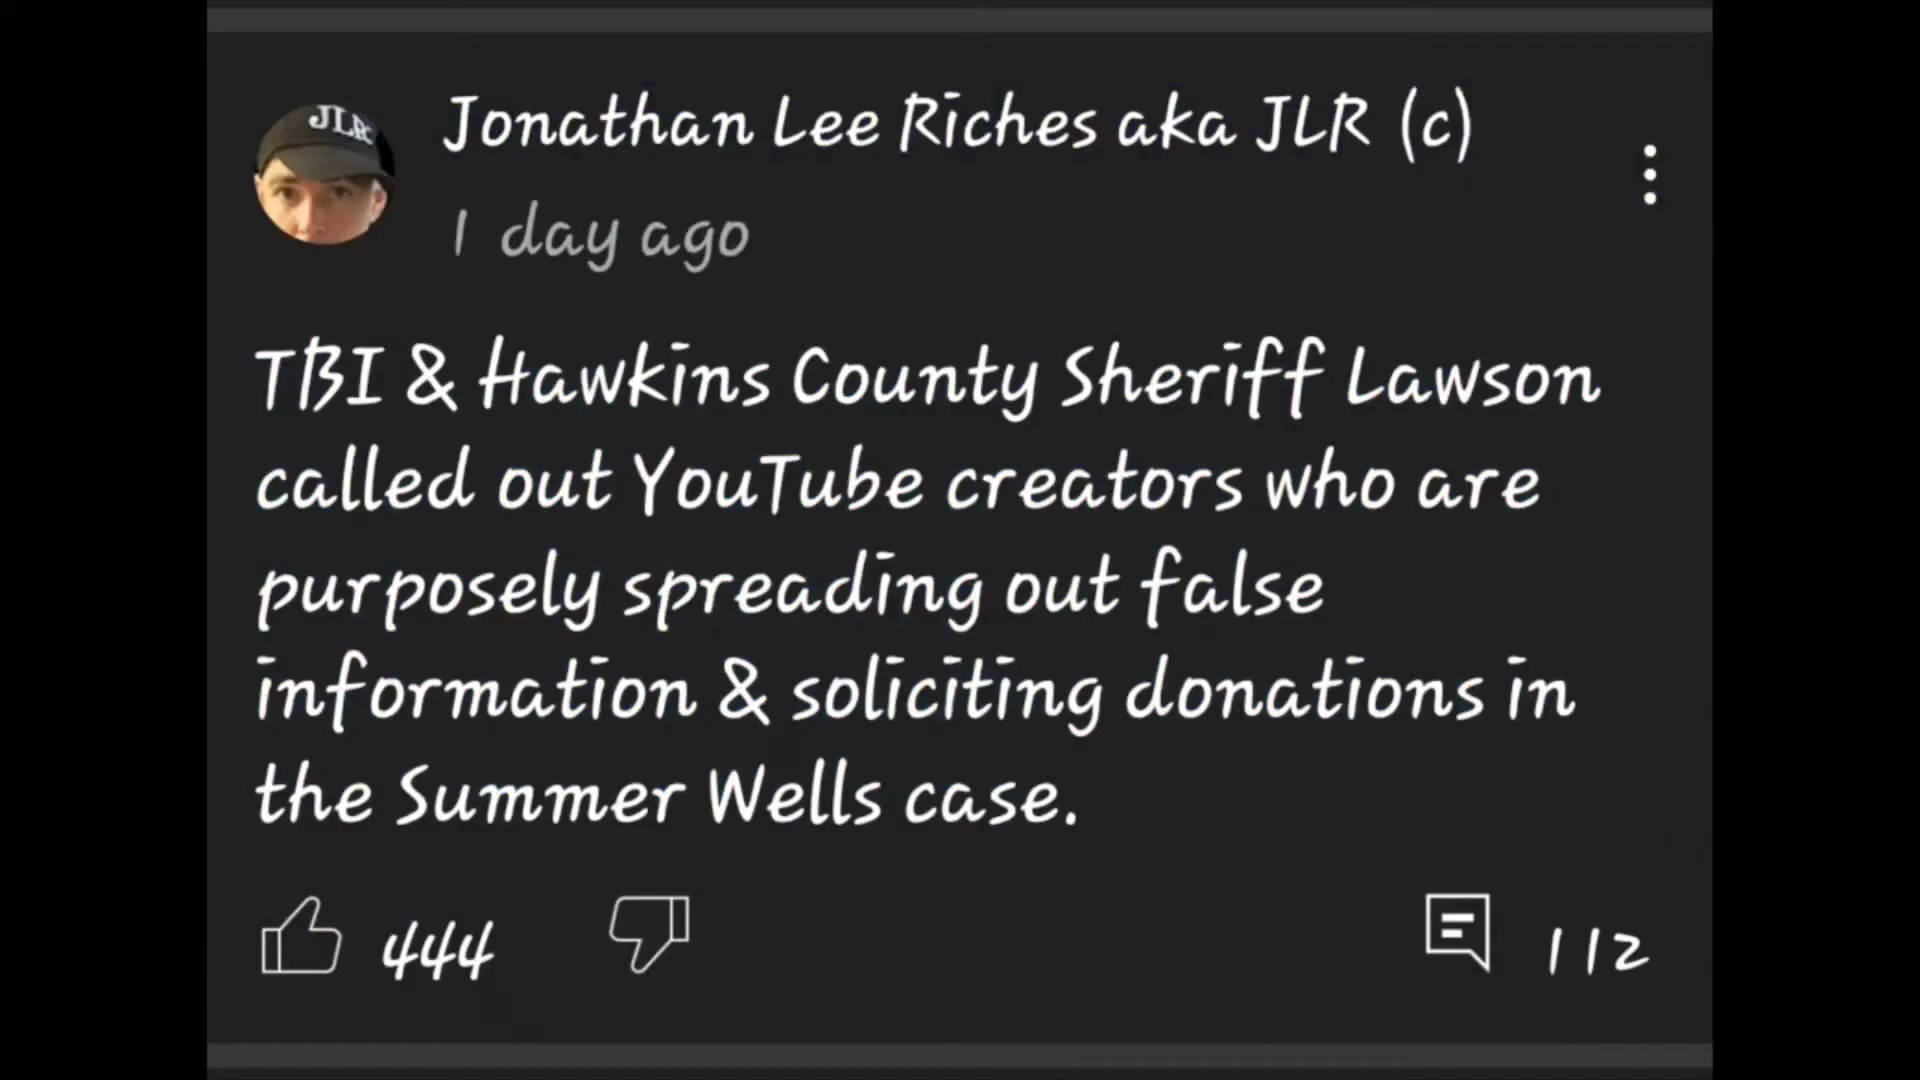 JLR
Jonathan Lee Riches aka JLR (c)
1 day ago
TBI & Hawkins County Sheriff Lawson
called out YouTube creators who are
purposely spreading out false
information & soliciting donations in
the Summer Wells case.
444
112